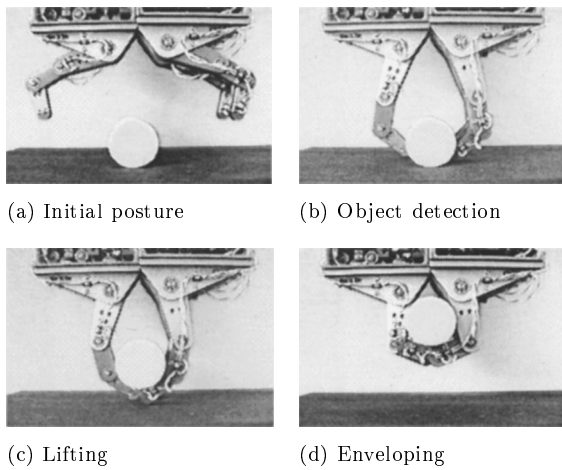 (a) Initial posture
(b) Object detection
(c) Lifting
(d) Enveloping